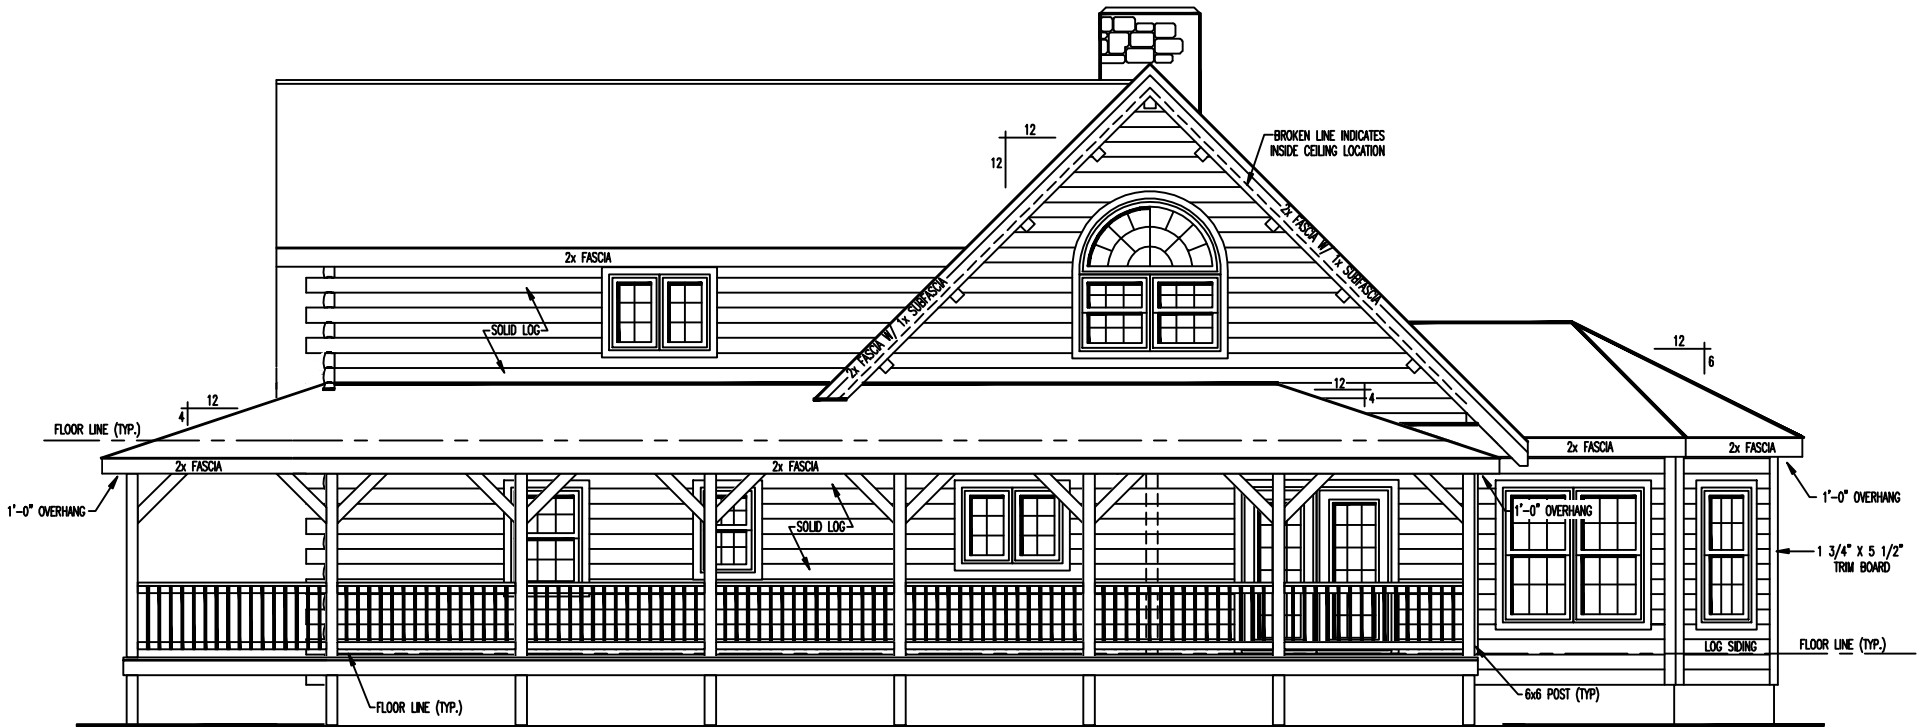 12
12
BROKEN LINE INDICATES
INSIDE CEILING LOCATION
2x FASCIA
2x FASCIA W/ 1x SUBFASCIA
2x FASCIA W/ 1x SUBFASCIA
SOLID LOG
12
6
12
4
12
4
FLOOR LINE (TYP.)
2x FASCIA
2x FASCIA
2x FASCIA
2x FASCIA
1'-0" OVERHANG
SOLID LOG
1'-0" OVERHANG
1'-0" OVERHANG
1 3/4" X 5 1/2"
TRIM BOARD
LOG SIDING
FLOOR LINE (TYP.)
FLOOR LINE (TYP.)
6x6 POST (TYP)